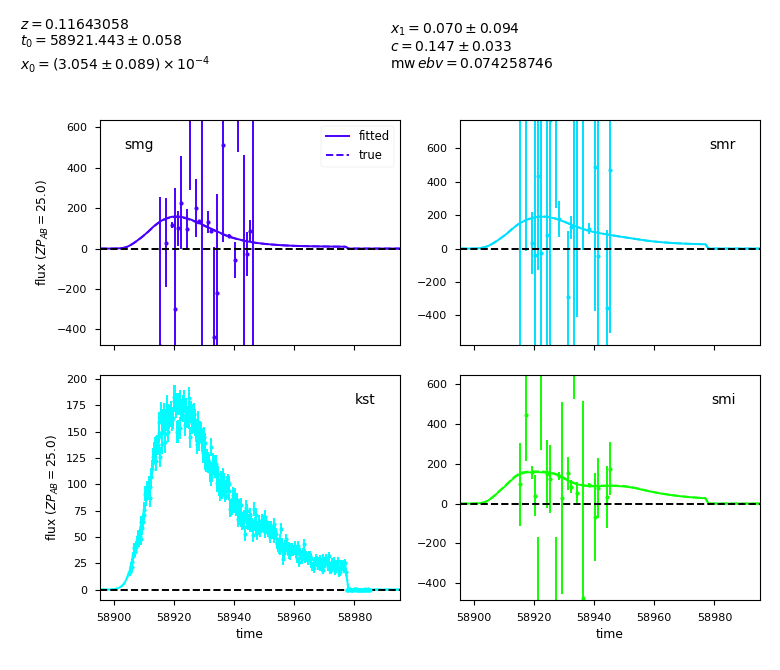 z = 0.11643058
t₀ = 58921.443 ± 0.058
x₀ = (3.054 ± 0.089) × 10⁻⁴
x₁ = 0.070 ± 0.094
c = 0.147 ± 0.033
mw ebv = 0.074258746
smg
fitted
true
600
400
200
0
−200
−400
flux (ZP_AB = 25.0)
smr
600
400
200
0
−200
−400
kst
200
175
150
125
100
75
50
25
0
flux (ZP_AB = 25.0)
58900 58920 58940 58960 58980
time
smi
600
400
200
0
−200
−400
58900 58920 58940 58960 58980
time